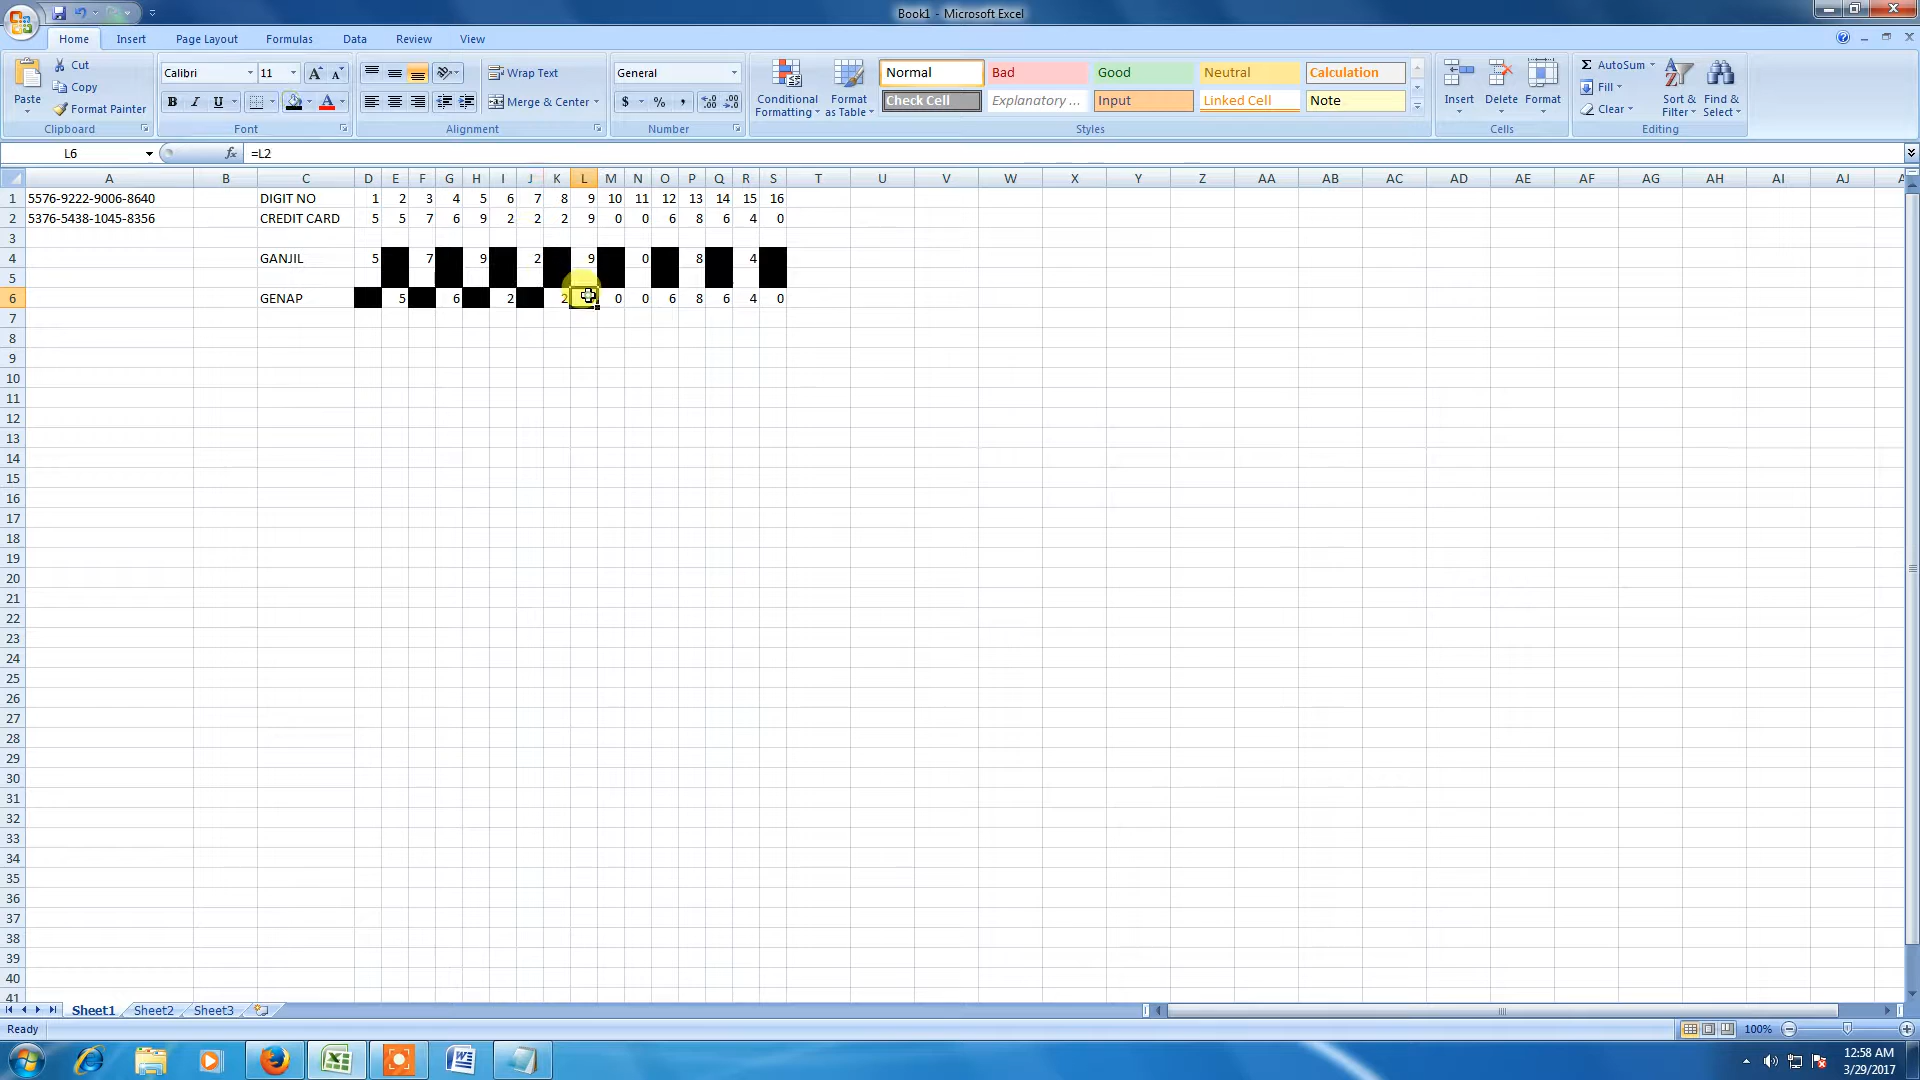 Book1 - Microsoft Excel
Home Insert Page Layout Formulas Data Review View
Paste
Cut
Copy
Format Painter
Clipboard
Calibri 11
B I U
Font
Wrap Text
Merge & Center
Alignment
General
$ % ,
Number
Conditional Formatting
Format as Table
Normal Bad Good Neutral Calculation
Check Cell Explanatory ... Input Linked Cell Note
Styles
Insert Delete Format
Cells
AutoSum
Fill
Clear
Sort & Filter
Find & Select
Editing
L6 fx =L2
A B C D E F G H I J K L M N O P Q R S T U V W X Y Z AA AB AC AD AE AF AG AH AI AJ
1 5576-9222-9006-8640 DIGIT NO 1 2 3 4 5 6 7 8 9 10 11 12 13 14 15 16
2 5376-5438-1045-8356 CREDIT CARD 5 5 7 6 9 2 2 2 9 0 0 6 8 6 4 0
3
4 GANJIL 5 7 9 2 9 0 8 4
5
6 GENAP 5 6 2 2 0 0 6 8 6 4 0
7
8
9
10
11
12
13
14
15
16
17
18
19
20
21
22
23
24
25
26
27
28
29
30
31
32
33
34
35
36
37
38
39
40
41
Sheet1 Sheet2 Sheet3
Ready 100%
12:58 AM
3/29/2017